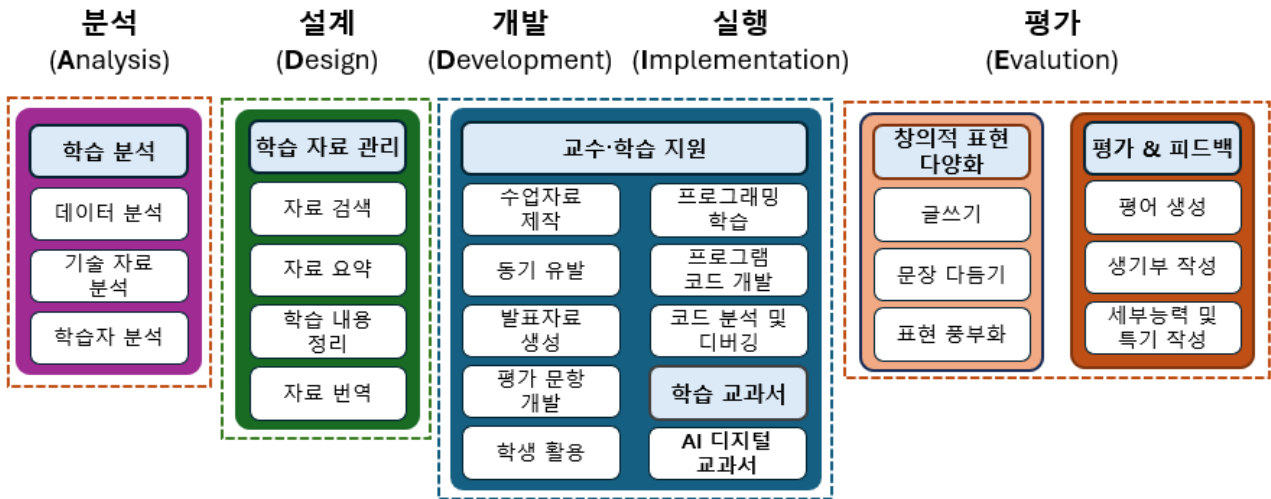 분석
(Analysis)
설계
(Design)
개발
(Development)
실행
(Implementation)
평가
(Evalution)
학습 분석
데이터 분석
기술 자료
분석
학습자 분석
학습 자료 관리
자료 검색
자료 요약
학습 내용
정리
자료 번역
교수·학습 지원
수업자료
제작
동기 유발
발표자료
생성
평가 문항
개발
학생 활용
프로그래밍
학습
프로그램
코드 개발
코드 분석 및
디버깅
학습 교과서
AI 디지털
교과서
창의적 표현
다양화
글쓰기
문장 다듬기
표현 풍부화
평가 & 피드백
평어 생성
생기부 작성
세부능력 및
특기 작성